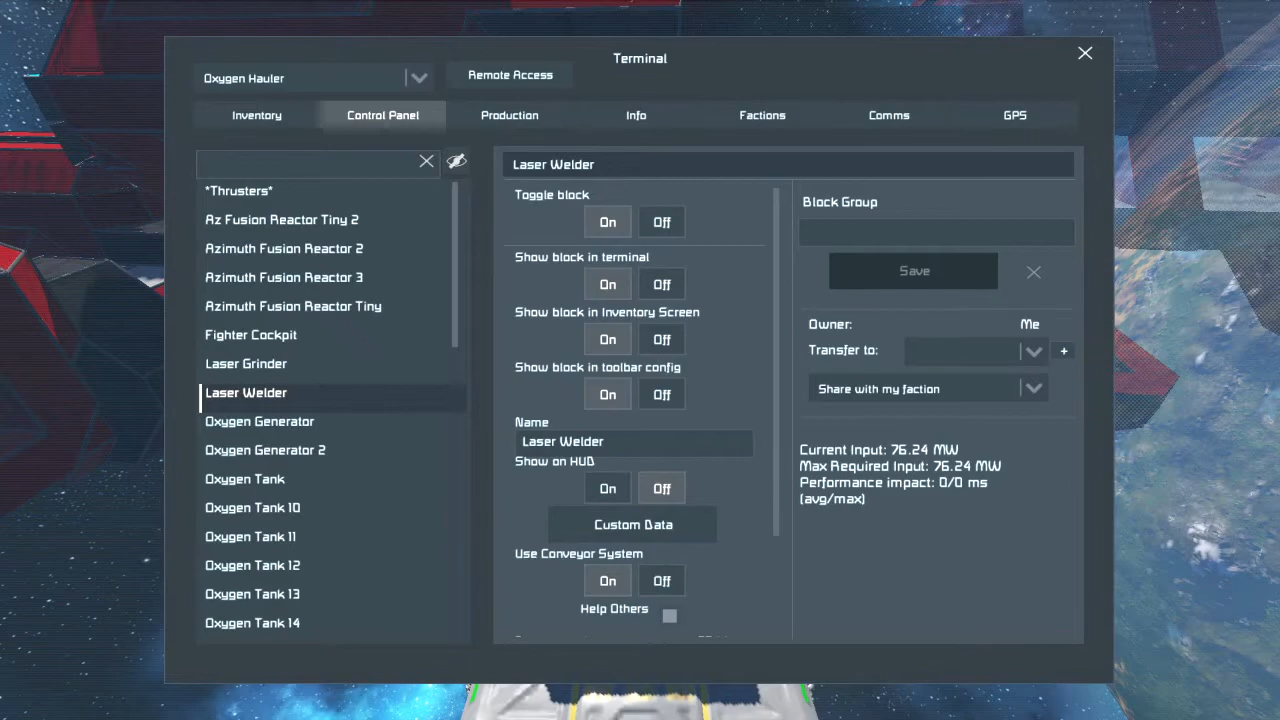 Terminal
Oxygen Hauler
Remote Access
Inventory
Control Panel
Production
Info
Factions
Comms
GPS
*Thrusters*
Az Fusion Reactor Tiny 2
Azimuth Fusion Reactor 2
Azimuth Fusion Reactor 3
Azimuth Fusion Reactor Tiny
Fighter Cockpit
Laser Grinder
Laser Welder
Oxygen Generator
Oxygen Generator 2
Oxygen Tank
Oxygen Tank 10
Oxygen Tank 11
Oxygen Tank 12
Oxygen Tank 13
Oxygen Tank 14
Laser Welder
Toggle block
On Off
Show block in terminal
On Off
Show block in Inventory Screen
On Off
Show block in toolbar config
On Off
Name
Laser Welder
Show on HUD
On Off
Custom Data
Use Conveyor System
On Off
Help Others
Block Group
Save
Owner: Me
Transfer to: +
Share with my faction
Current Input: 76.24 MW
Max Required Input: 76.24 MW
Performance impact: 0/0 ms
(avg/max)